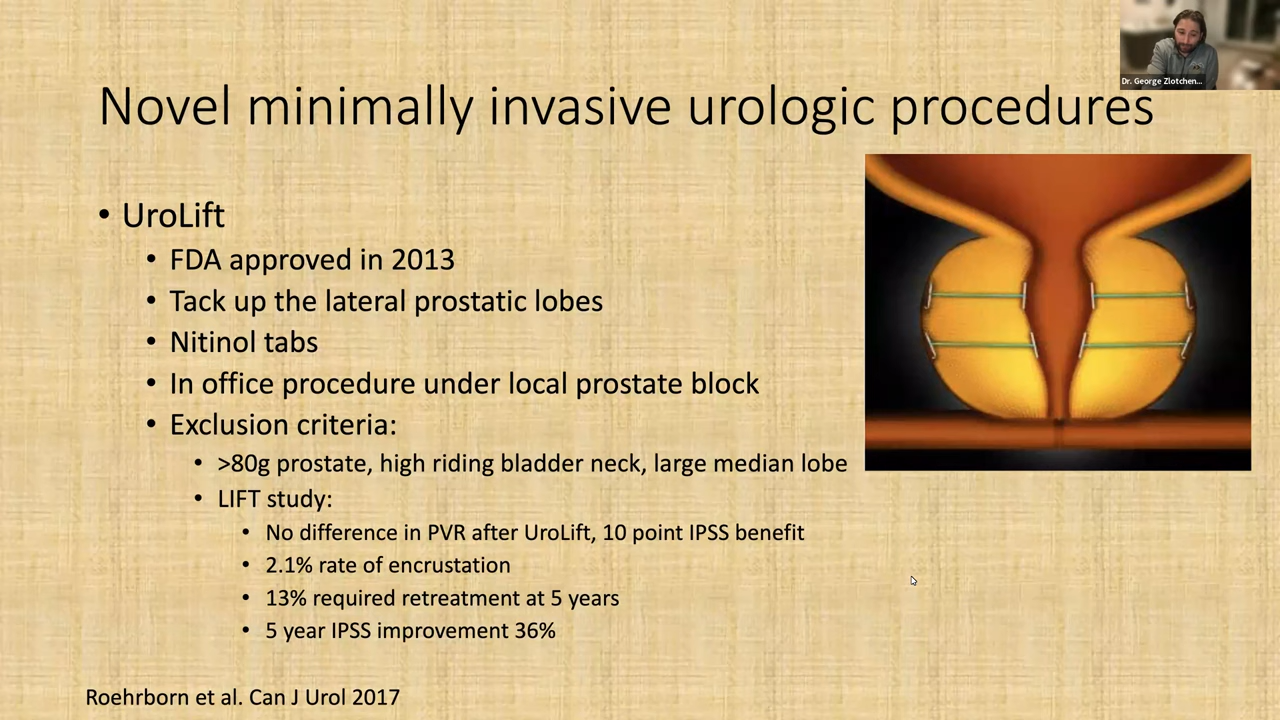 Dr. George Zlotchen...
Novel minimally invasive urologic procedures
• UroLift
• FDA approved in 2013
• Tack up the lateral prostatic lobes
• Nitinol tabs
• In office procedure under local prostate block
• Exclusion criteria:
• >80g prostate, high riding bladder neck, large median lobe
• LIFT study:
• No difference in PVR after UroLift, 10 point IPSS benefit
• 2.1% rate of encrustation
• 13% required retreatment at 5 years
• 5 year IPSS improvement 36%
Roehrborn et al. Can J Urol 2017